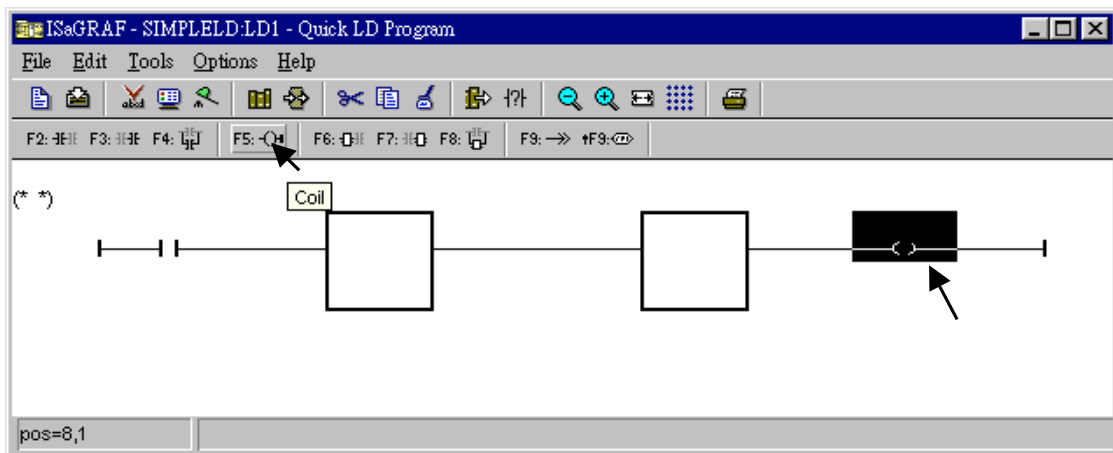 ISaGRAF - SIMPLELD:LD1 - Quick LD Program
File Edit Tools Options Help
abcd
F2: F3: F4: F5: F6: F7: F8: F9: ↑F9:
Coil
(* *)
pos=8,1